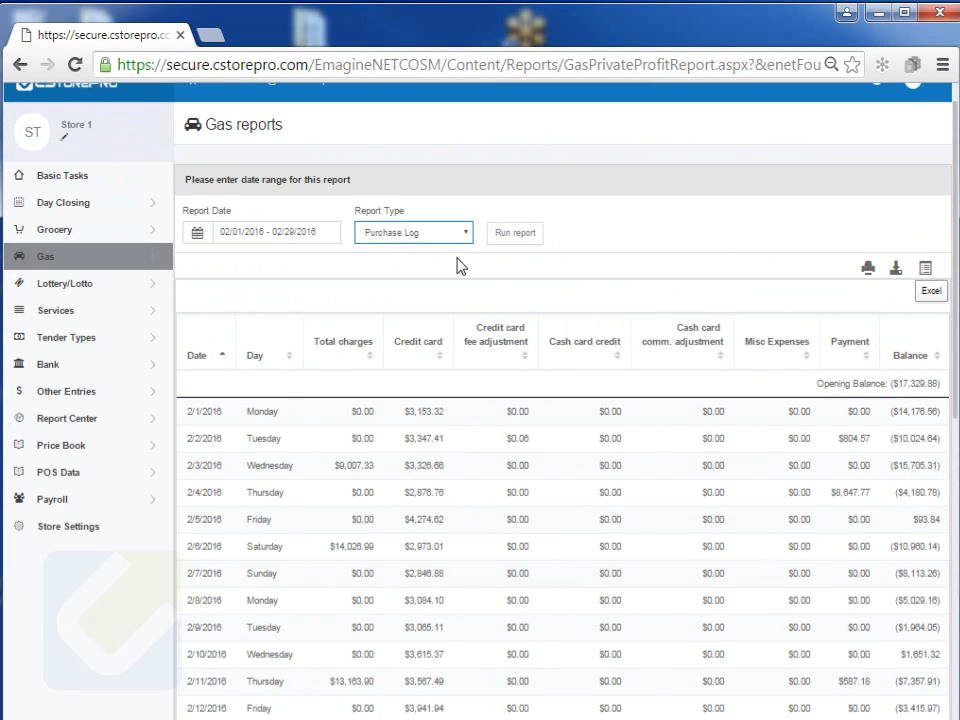 https://secure.cstorepro.cc
https://secure.cstorepro.com/EmagineNETCOSM/Content/Reports/GasPrivateProfitReport.aspx?&enetFou
CSTOREPRO
ST
Store 1
Gas reports
Basic Tasks
Day Closing
Grocery
Gas
Lottery/Lotto
Services
Tender Types
Bank
Other Entries
Report Center
Price Book
POS Data
Payroll
Store Settings
Please enter date range for this report
Report Date
Report Type
02/01/2016 - 02/29/2016
Purchase Log
Run report
Excel
Date Day Total charges Credit card Credit card fee adjustment Cash card credit Cash card comm. adjustment Misc Expenses Payment Balance
Opening Balance: ($17,329.88)
2/1/2016 Monday $0.00 $3,153.32 $0.00 $0.00 $0.00 $0.00 $0.00 ($14,176.56)
2/2/2016 Tuesday $0.00 $3,347.41 $0.06 $0.00 $0.00 $0.00 $804.57 ($10,024.64)
2/3/2016 Wednesday $9,007.33 $3,326.66 $0.00 $0.00 $0.00 $0.00 $0.00 ($15,705.31)
2/4/2016 Thursday $0.00 $2,876.76 $0.00 $0.00 $0.00 $0.00 $8,647.77 ($4,180.78)
2/5/2016 Friday $0.00 $4,274.62 $0.00 $0.00 $0.00 $0.00 $0.00 $93.84
2/6/2016 Saturday $14,026.99 $2,973.01 $0.00 $0.00 $0.00 $0.00 $0.00 ($10,960.14)
2/7/2016 Sunday $0.00 $2,846.88 $0.00 $0.00 $0.00 $0.00 $0.00 ($8,113.26)
2/8/2016 Monday $0.00 $3,084.10 $0.00 $0.00 $0.00 $0.00 $0.00 ($5,029.16)
2/9/2016 Tuesday $0.00 $3,065.11 $0.00 $0.00 $0.00 $0.00 $0.00 ($1,964.05)
2/10/2016 Wednesday $0.00 $3,615.37 $0.00 $0.00 $0.00 $0.00 $0.00 $1,651.32
2/11/2016 Thursday $13,163.90 $3,567.49 $0.00 $0.00 $0.00 $0.00 $587.18 ($7,357.91)
2/12/2016 Friday $0.00 $3,941.94 $0.00 $0.00 $0.00 $0.00 $0.00 ($3,415.97)